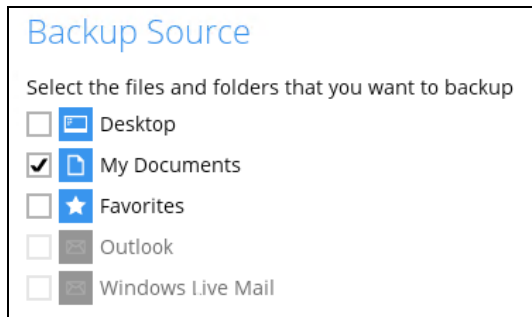 Backup Source
Select the files and folders that you want to backup
Desktop
My Documents
Favorites
Outlook
Windows Live Mail